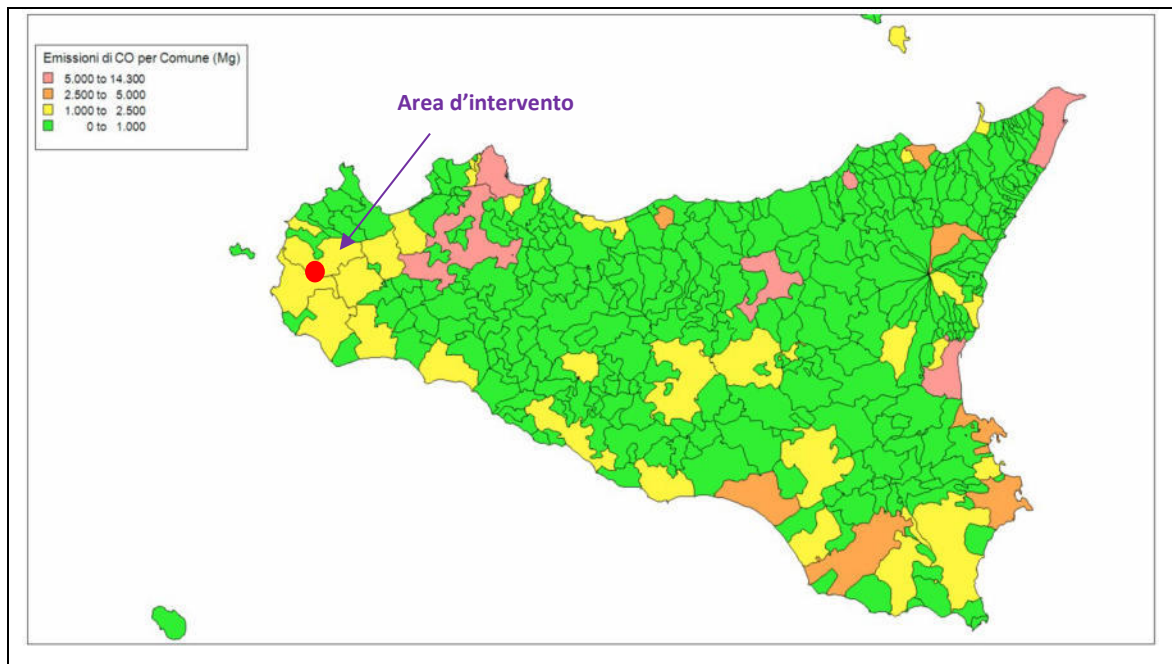 Emissioni di CO per Comune (Mg)
5.000 to 14.300
2.500 to 5.000
1.000 to 2.500
0 to 1.000
Area d'intervento